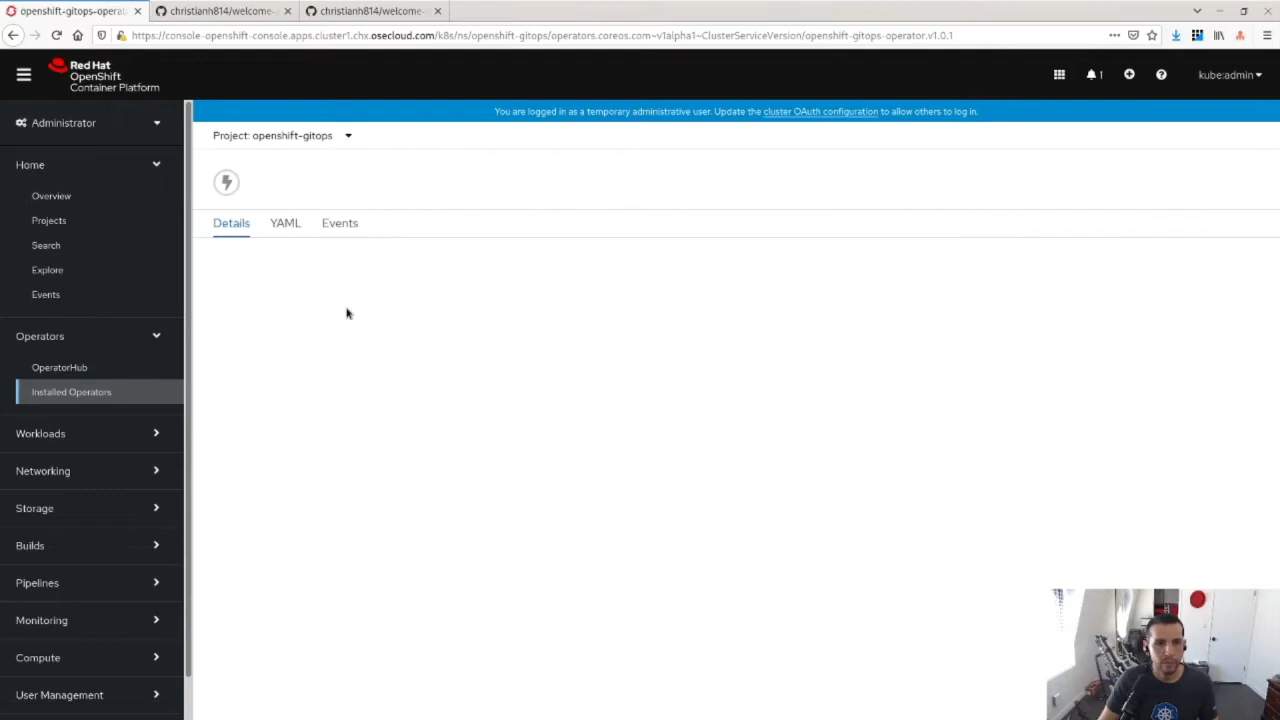 openshift-gitops-operat
christianh814/welcome-
christianh814/welcome-
https://console-openshift-console.apps.cluster1.chx.osecloud.com/k8s/ns/openshift-gitops/operators.coreos.com~v1alpha1~ClusterServiceVersion/openshift-gitops-operator.v1.0.1
Red Hat
OpenShift
Container Platform
1
kube:admin
You are logged in as a temporary administrative user. Update the cluster OAuth configuration to allow others to log in.
Administrator
Project: openshift-gitops
Home
Overview
Projects
Search
Explore
Events
Details YAML Events
Operators
OperatorHub
Installed Operators
Workloads
Networking
Storage
Builds
Pipelines
Monitoring
Compute
User Management